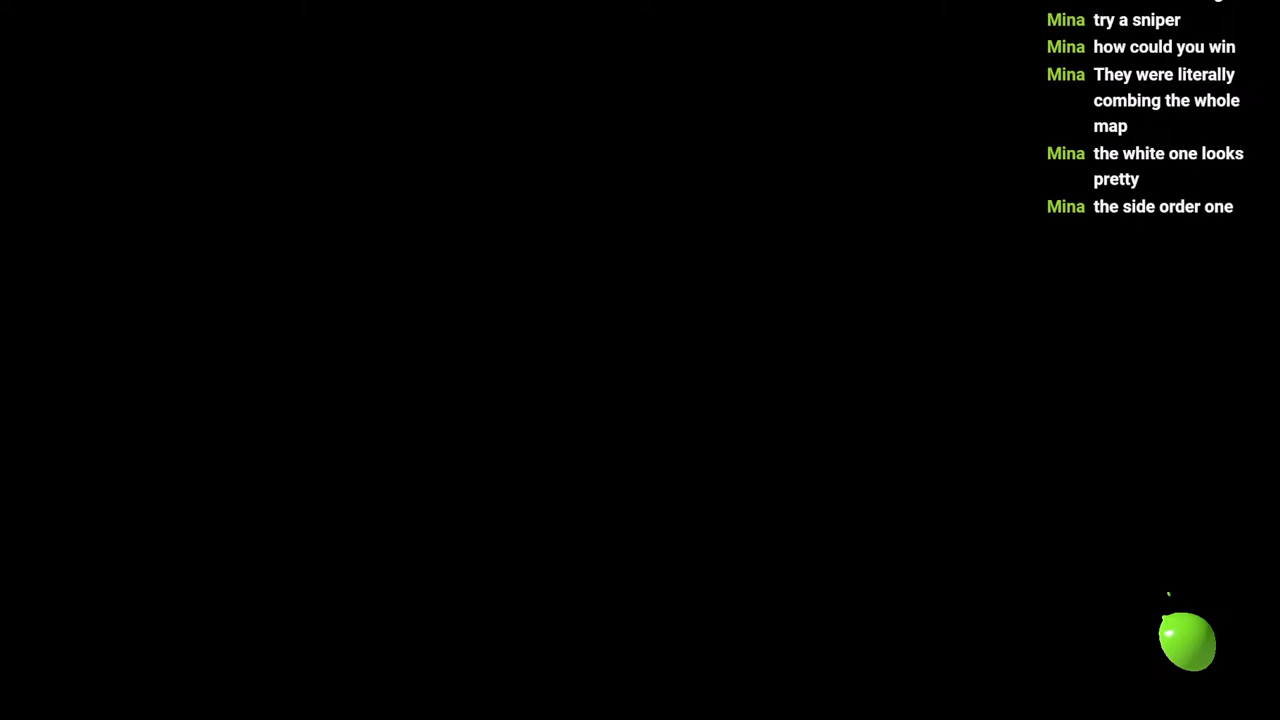 Mina try a sniper
Mina how could you win
Mina They were literally
combing the whole
map
Mina the white one looks
pretty
Mina the side order one